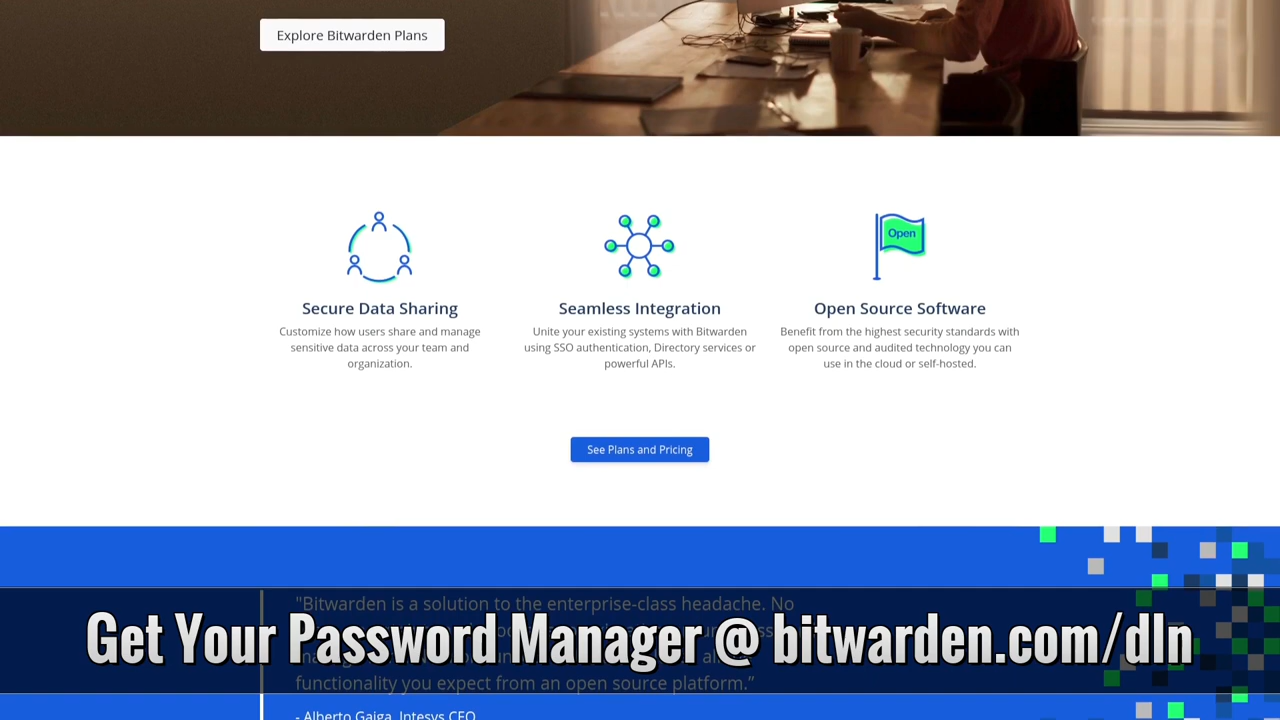 Explore Bitwarden Plans
Open
Secure Data Sharing
Customize how users share and manage
sensitive data across your team and
organization.
Seamless Integration
Unite your existing systems with Bitwarden
using SSO authentication, Directory services or
powerful APIs.
Open Source Software
Benefit from the highest security standards with
open source and audited technology you can
use in the cloud or self-hosted.
See Plans and Pricing
"Bitwarden is a solution to the enterprise-class headache. No
Get Your Password Manager @ bitwarden.com/dln
functionality you expect from an open source platform.”
- Alberto Gaiga, Intesys CEO